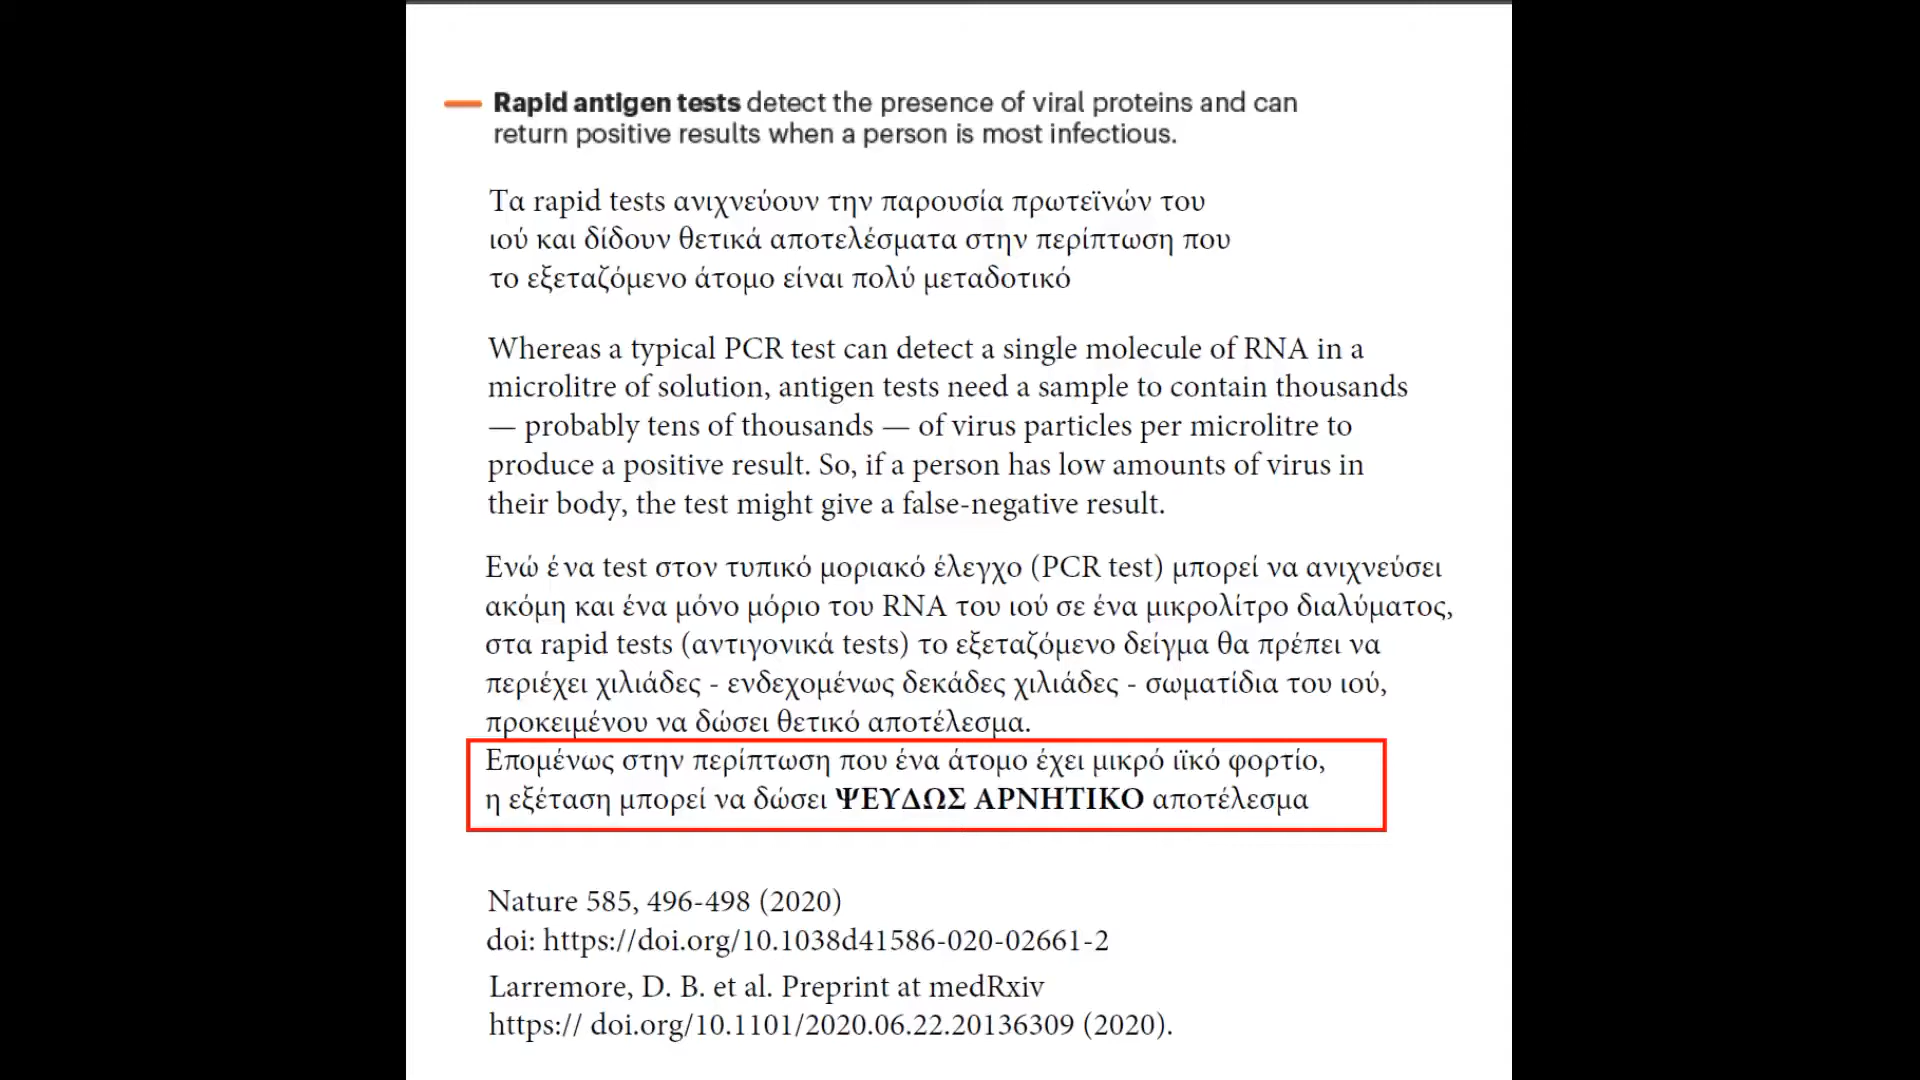 Rapid antigen tests detect the presence of viral proteins and can
return positive results when a person is most infectious.
Τα rapid tests ανιχνεύουν την παρουσία πρωτεϊνών του
ιού και δίδουν θετικά αποτελέσματα στην περίπτωση που
το εξεταζόμενο άτομο είναι πολύ μεταδοτικό
Whereas a typical PCR test can detect a single molecule of RNA in a
microlitre of solution, antigen tests need a sample to contain thousands
— probably tens of thousands — of virus particles per microlitre to
produce a positive result. So, if a person has low amounts of virus in
their body, the test might give a false-negative result.
Ενώ ένα test στον τυπικό μοριακό έλεγχο (PCR test) μπορεί να ανιχνεύσει
ακόμη και ένα μόνο μόριο του RNA του ιού σε ένα μικρολίτρο διαλύματος,
στα rapid tests (αντιγονικά tests) το εξεταζόμενο δείγμα θα πρέπει να
περιέχει χιλιάδες - ενδεχομένως δεκάδες χιλιάδες - σωματίδια του ιού,
προκειμένου να δώσει θετικό αποτέλεσμα.
Επομένως στην περίπτωση που ένα άτομο έχει μικρό ιϊκό φορτίο,
η εξέταση μπορεί να δώσει ΨΕΥΔΩΣ ΑΡΝΗΤΙΚΟ αποτέλεσμα
Nature 585, 496-498 (2020)
doi: https://doi.org/10.1038d41586-020-02661-2
Larremore, D. B. et al. Preprint at medRxiv
https:// doi.org/10.1101/2020.06.22.20136309 (2020).